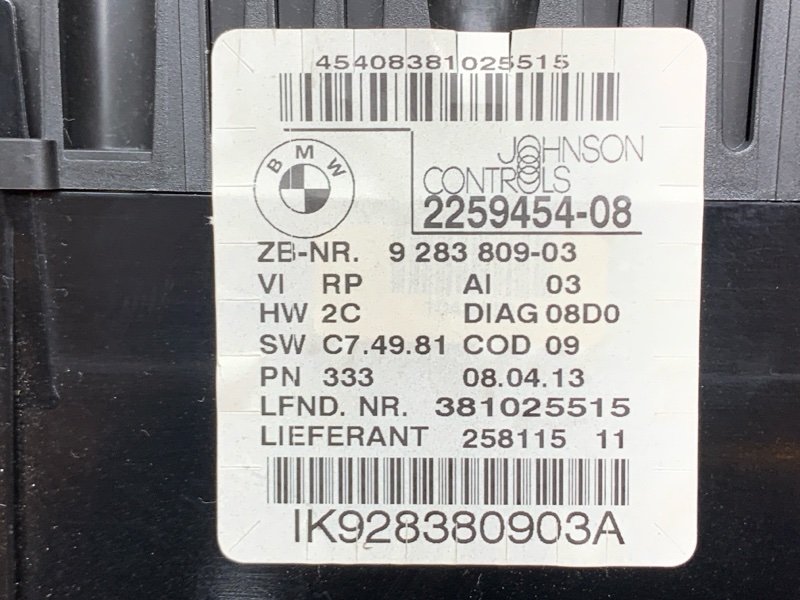 45408381025515
BMW
JOHNSON
CONTROLS
2259454-08
ZB-NR. 9 283 809-03
VI RP AI 03
HW 2C DIAG 08D0
SW C7.49.81 COD 09
PN 333 08.04.13
LFND. NR. 381025515
LIEFERANT 258115 11
IK928380903A